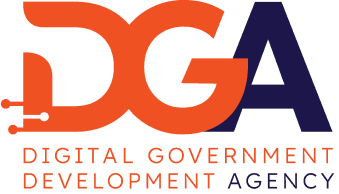 DGA
DIGITAL GOVERNMENT
DEVELOPMENT AGENCY